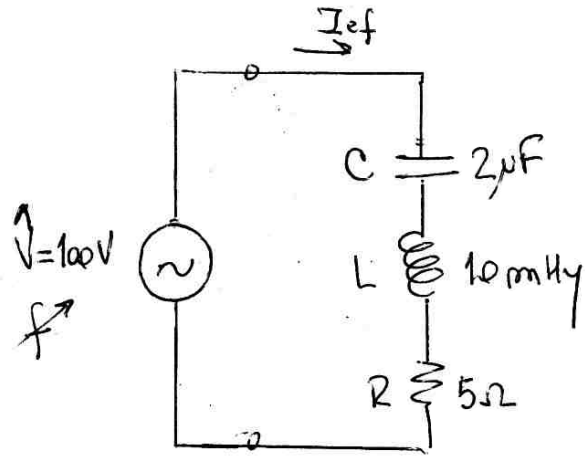 Ief
C 2μF
V̂=100V
L 10mHy
f
R 5Ω